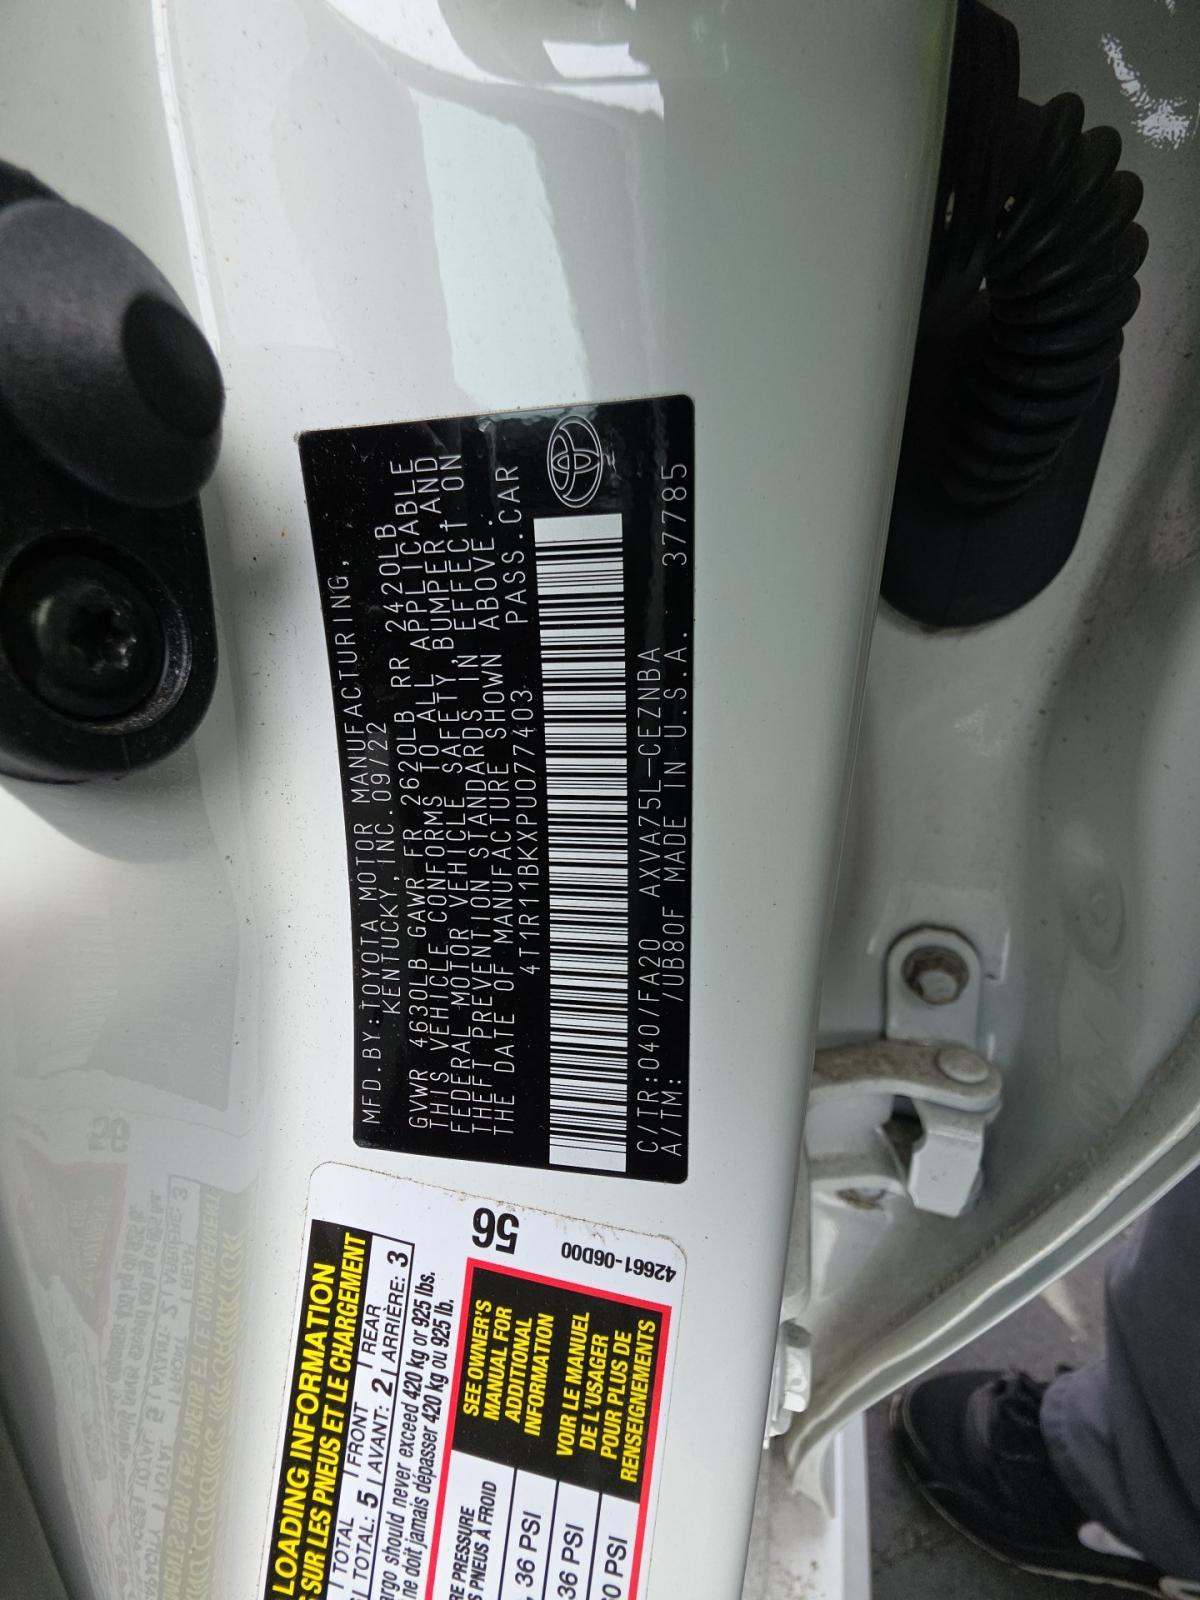 MFD.BY:TOYOTA MOTOR MANUFACTURING,
KENTUCKY, INC. 09/22
GVWR 4630LB GAWR FR 2620LB RR 2420LB
THIS VEHICLE CONFORMS TO ALL APPLICABLE
FEDERAL MOTOR VEHICLE SAFETY, BUMPER, AND
THEFT PREVENTION STANDARDS IN EFFECT ON
THE DATE OF MANUFACTURE SHOWN ABOVE.
4T1R11BKXPU077403 PASS.CAR
C/TR:040/FA20 AXVA75L-CEZNBA
A/TM: /UB80F MADE IN U.S.A. 37785
LOADING INFORMATION
SUR LES PNEUS ET LE CHARGEMENT
TOTAL FRONT REAR
TOTAL: 5 AVANT: 2 ARRIÈRE: 3
should never exceed 420 kg or 925 lbs.
ne doit jamais dépasser 420 kg ou 925 lb.
56
42661-06D00
SEE OWNER'S
MANUAL FOR
ADDITIONAL
INFORMATION
VOIR LE MANUEL
DE L'USAGER
POUR PLUS DE
RENSEIGNEMENTS
PRESSURE
PNEUS À FROID
36 PSI
36 PSI
PSI